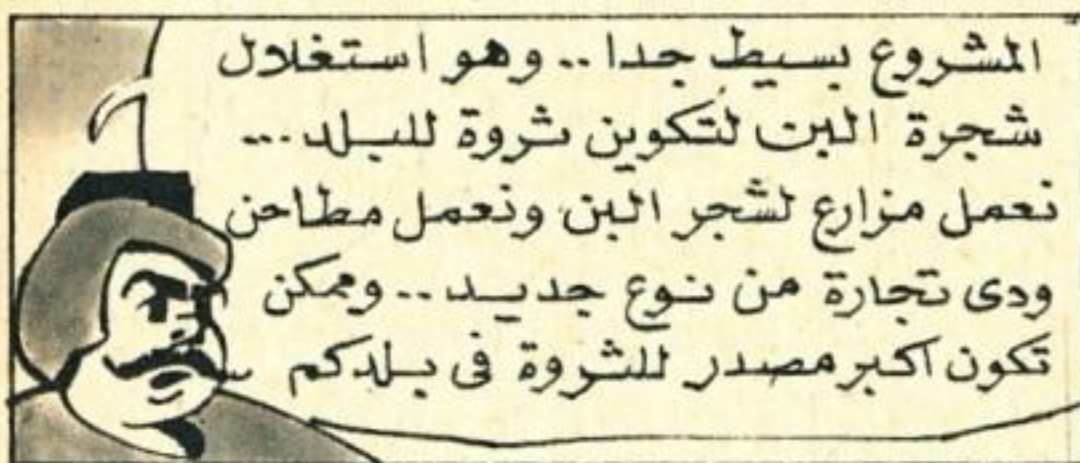 المشروع بسيط جدا .. وهو استغلال
شجرة البن لتكوين ثروة للبلد ...
نعمل مزارع لشجر البن ونعمل مطاحن
ودى تجارة من نوع جديد .. وممكن
تكون اكبر مصدر للثروة فى بلدكم